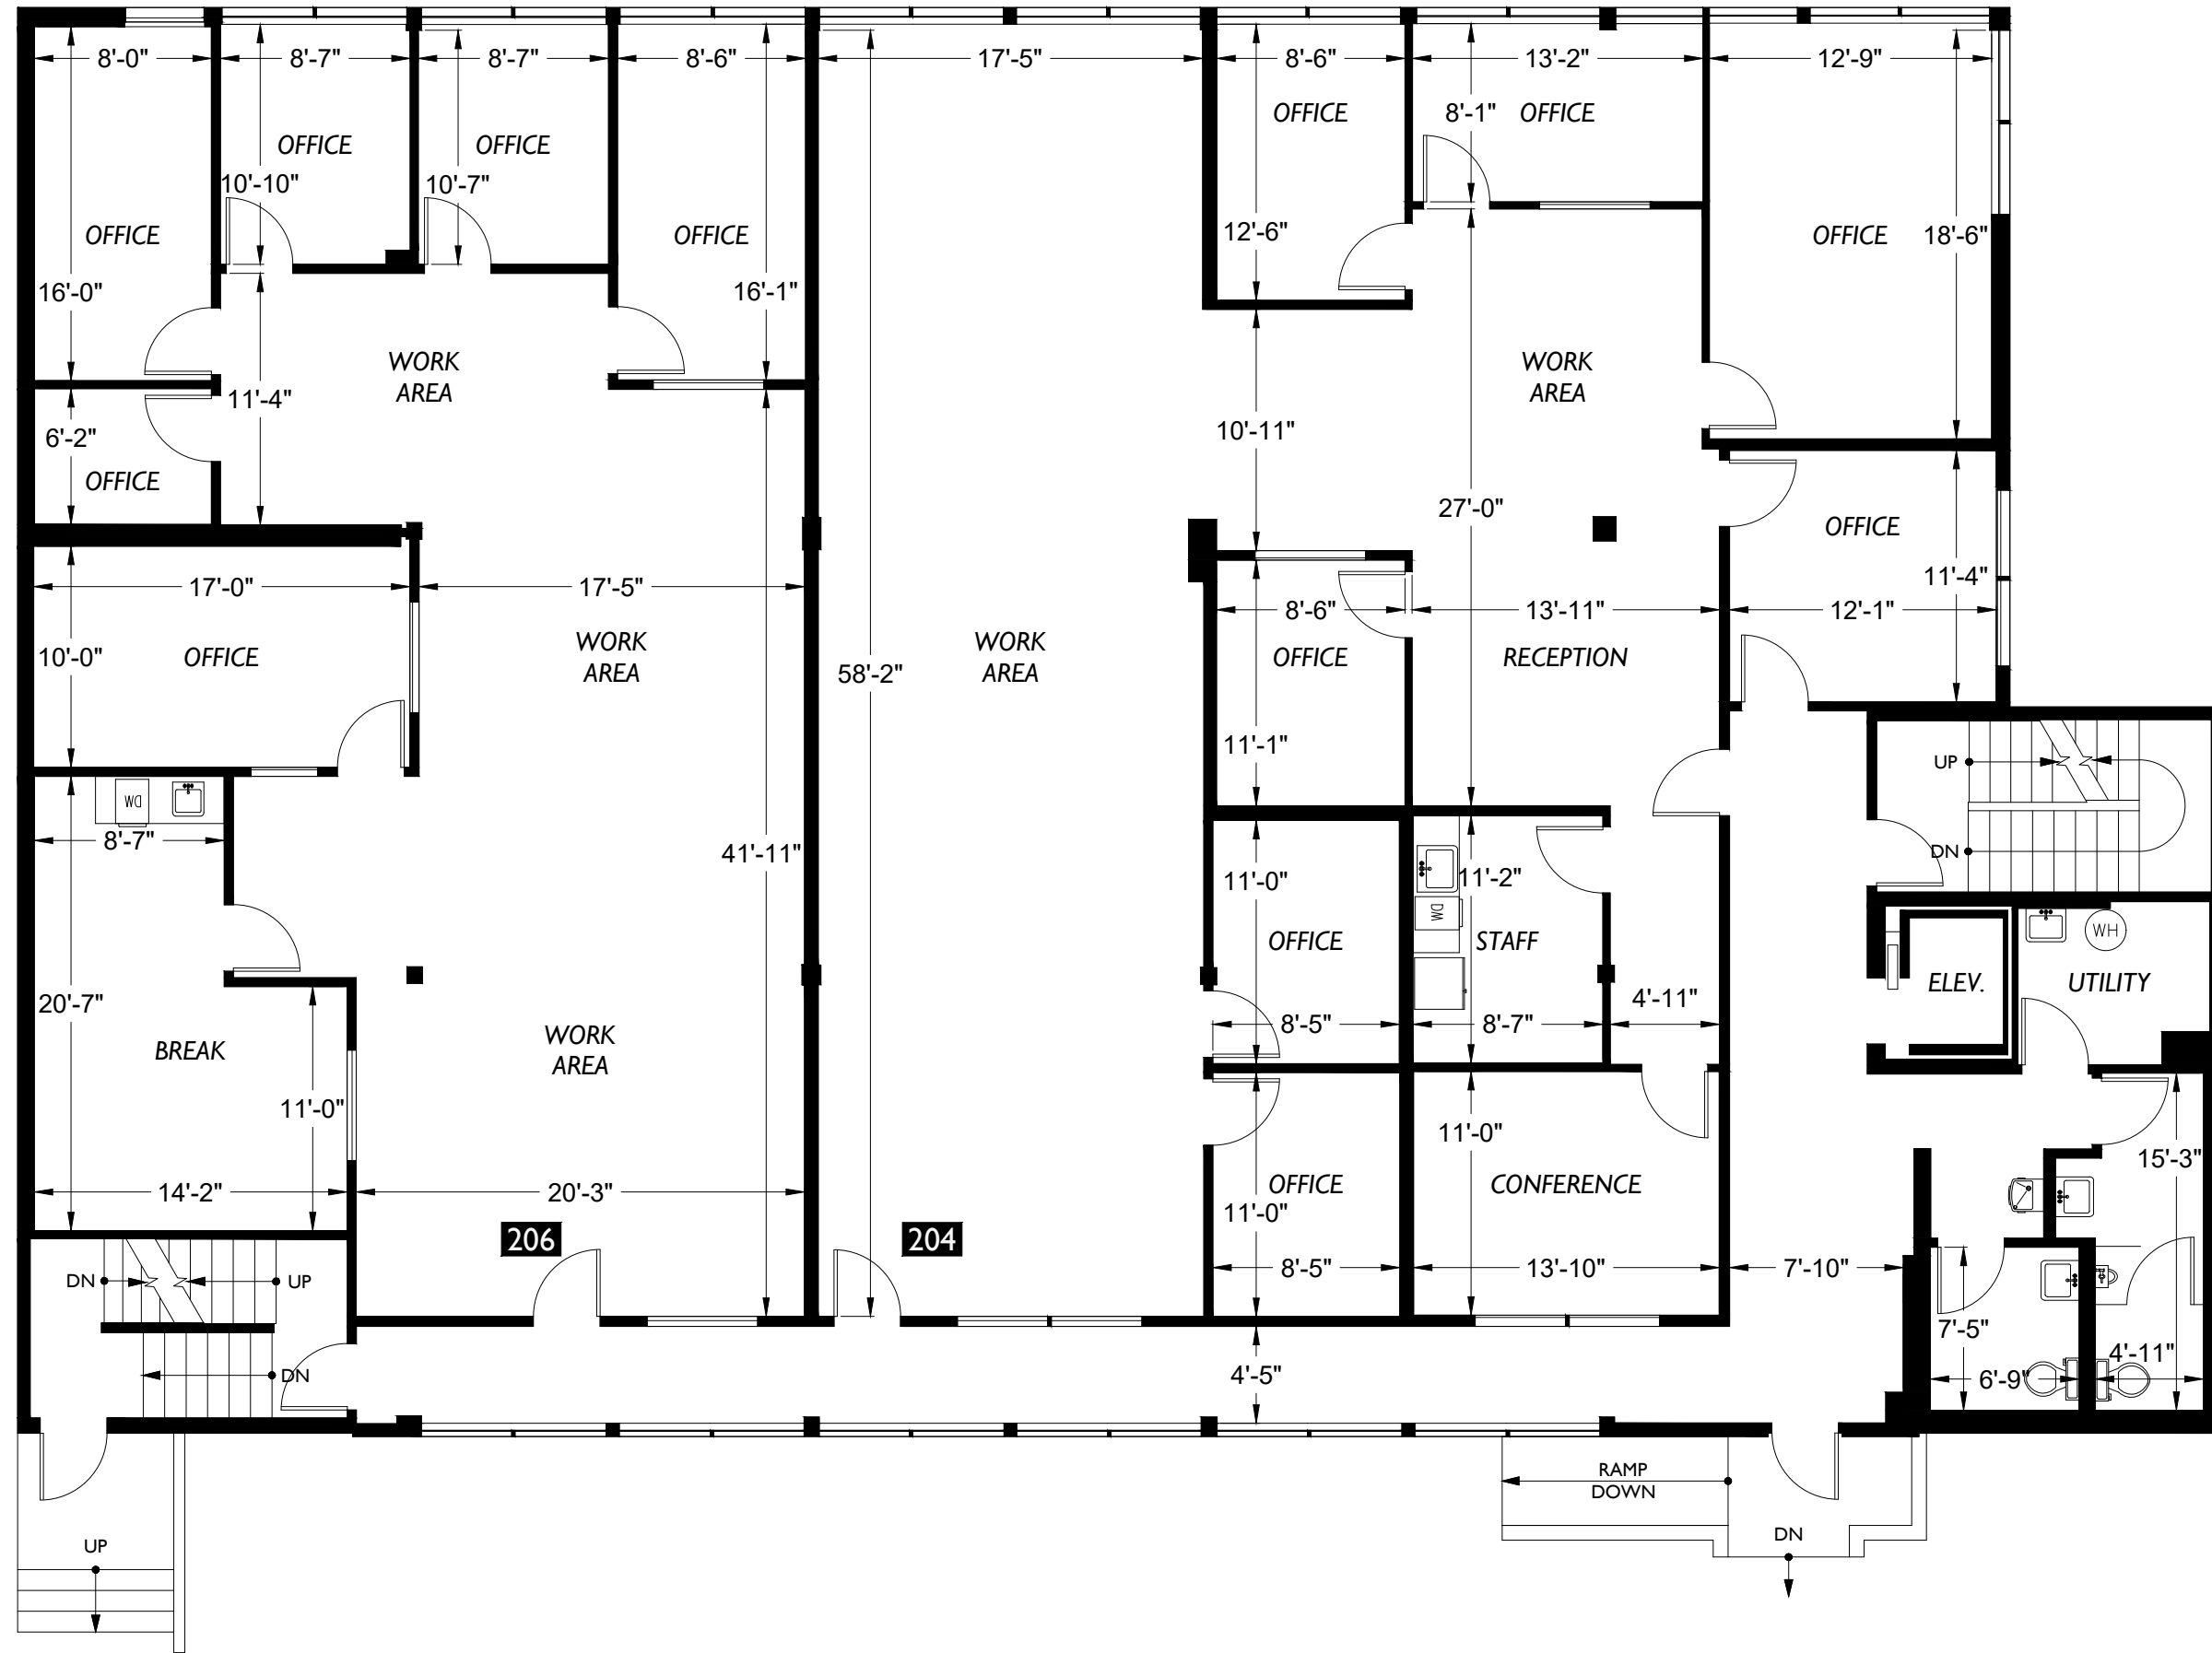 8'-0"
8'-7"
8'-7"
8'-6"
17'-5"
8'-6"
13'-2"
12'-9"
OFFICE
8'-1"
OFFICE
OFFICE
OFFICE
10'-10"
10'-7"
OFFICE
OFFICE
12'-6"
OFFICE
18'-6"
16'-0"
16'-1"
WORK
AREA
WORK
AREA
11'-4"
10'-11"
6'-2"
OFFICE
27'-0"
OFFICE
17'-0"
17'-5"
11'-4"
8'-6"
13'-11"
12'-1"
WORK
AREA
WORK
AREA
10'-0"
OFFICE
58'-2"
OFFICE
RECEPTION
11'-1"
UP
DW
8'-7"
41'-11"
DN
11'-0"
11'-2"
DW
OFFICE
STAFF
WH
20'-7"
4'-11"
ELEV.
UTILITY
WORK
AREA
8'-5"
8'-7"
BREAK
11'-0"
11'-0"
15'-3"
14'-2"
20'-3"
OFFICE
CONFERENCE
11'-0"
206
204
DN
UP
8'-5"
13'-10"
7'-10"
7'-5"
DN
4'-5"
6'-9"
4'-11"
RAMP
DOWN
UP
DN